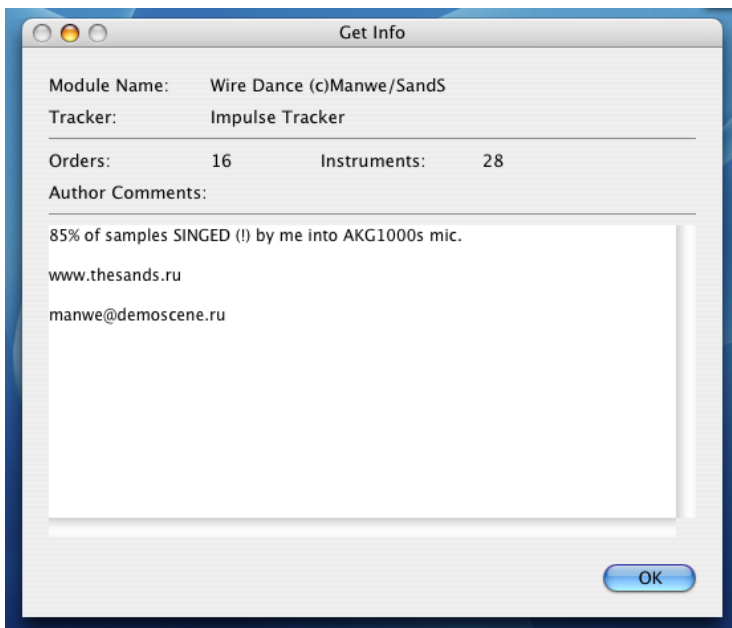 Get Info
Module Name: Wire Dance (c)Manwe/SandS
Tracker: Impulse Tracker
Orders: 16 Instruments: 28
Author Comments:
85% of samples SINGED (!) by me into AKG1000s mic.
www.thesands.ru
manwe@demoscene.ru
OK